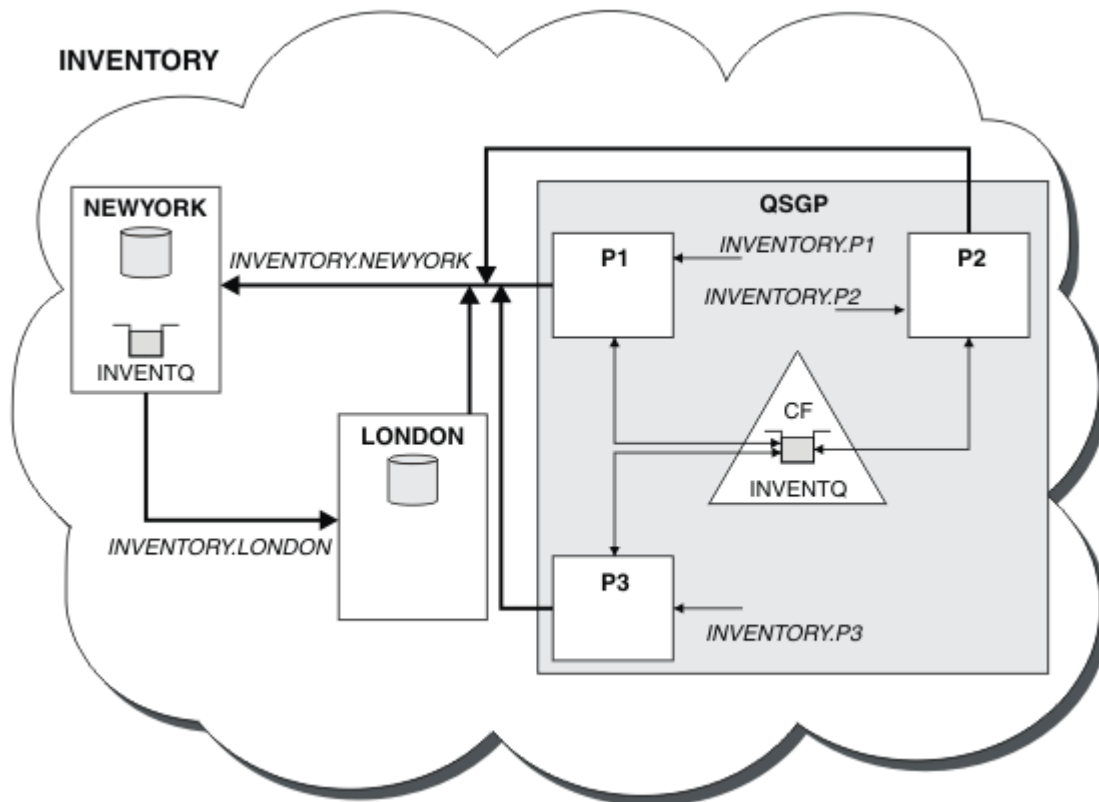 INVENTORY
NEWYORK
INVENTQ
INVENTORY.NEWYORK
LONDON
INVENTORY.LONDON
QSGP
P1
INVENTORY.P1
P2
INVENTORY.P2
CF
INVENTQ
P3
INVENTORY.P3